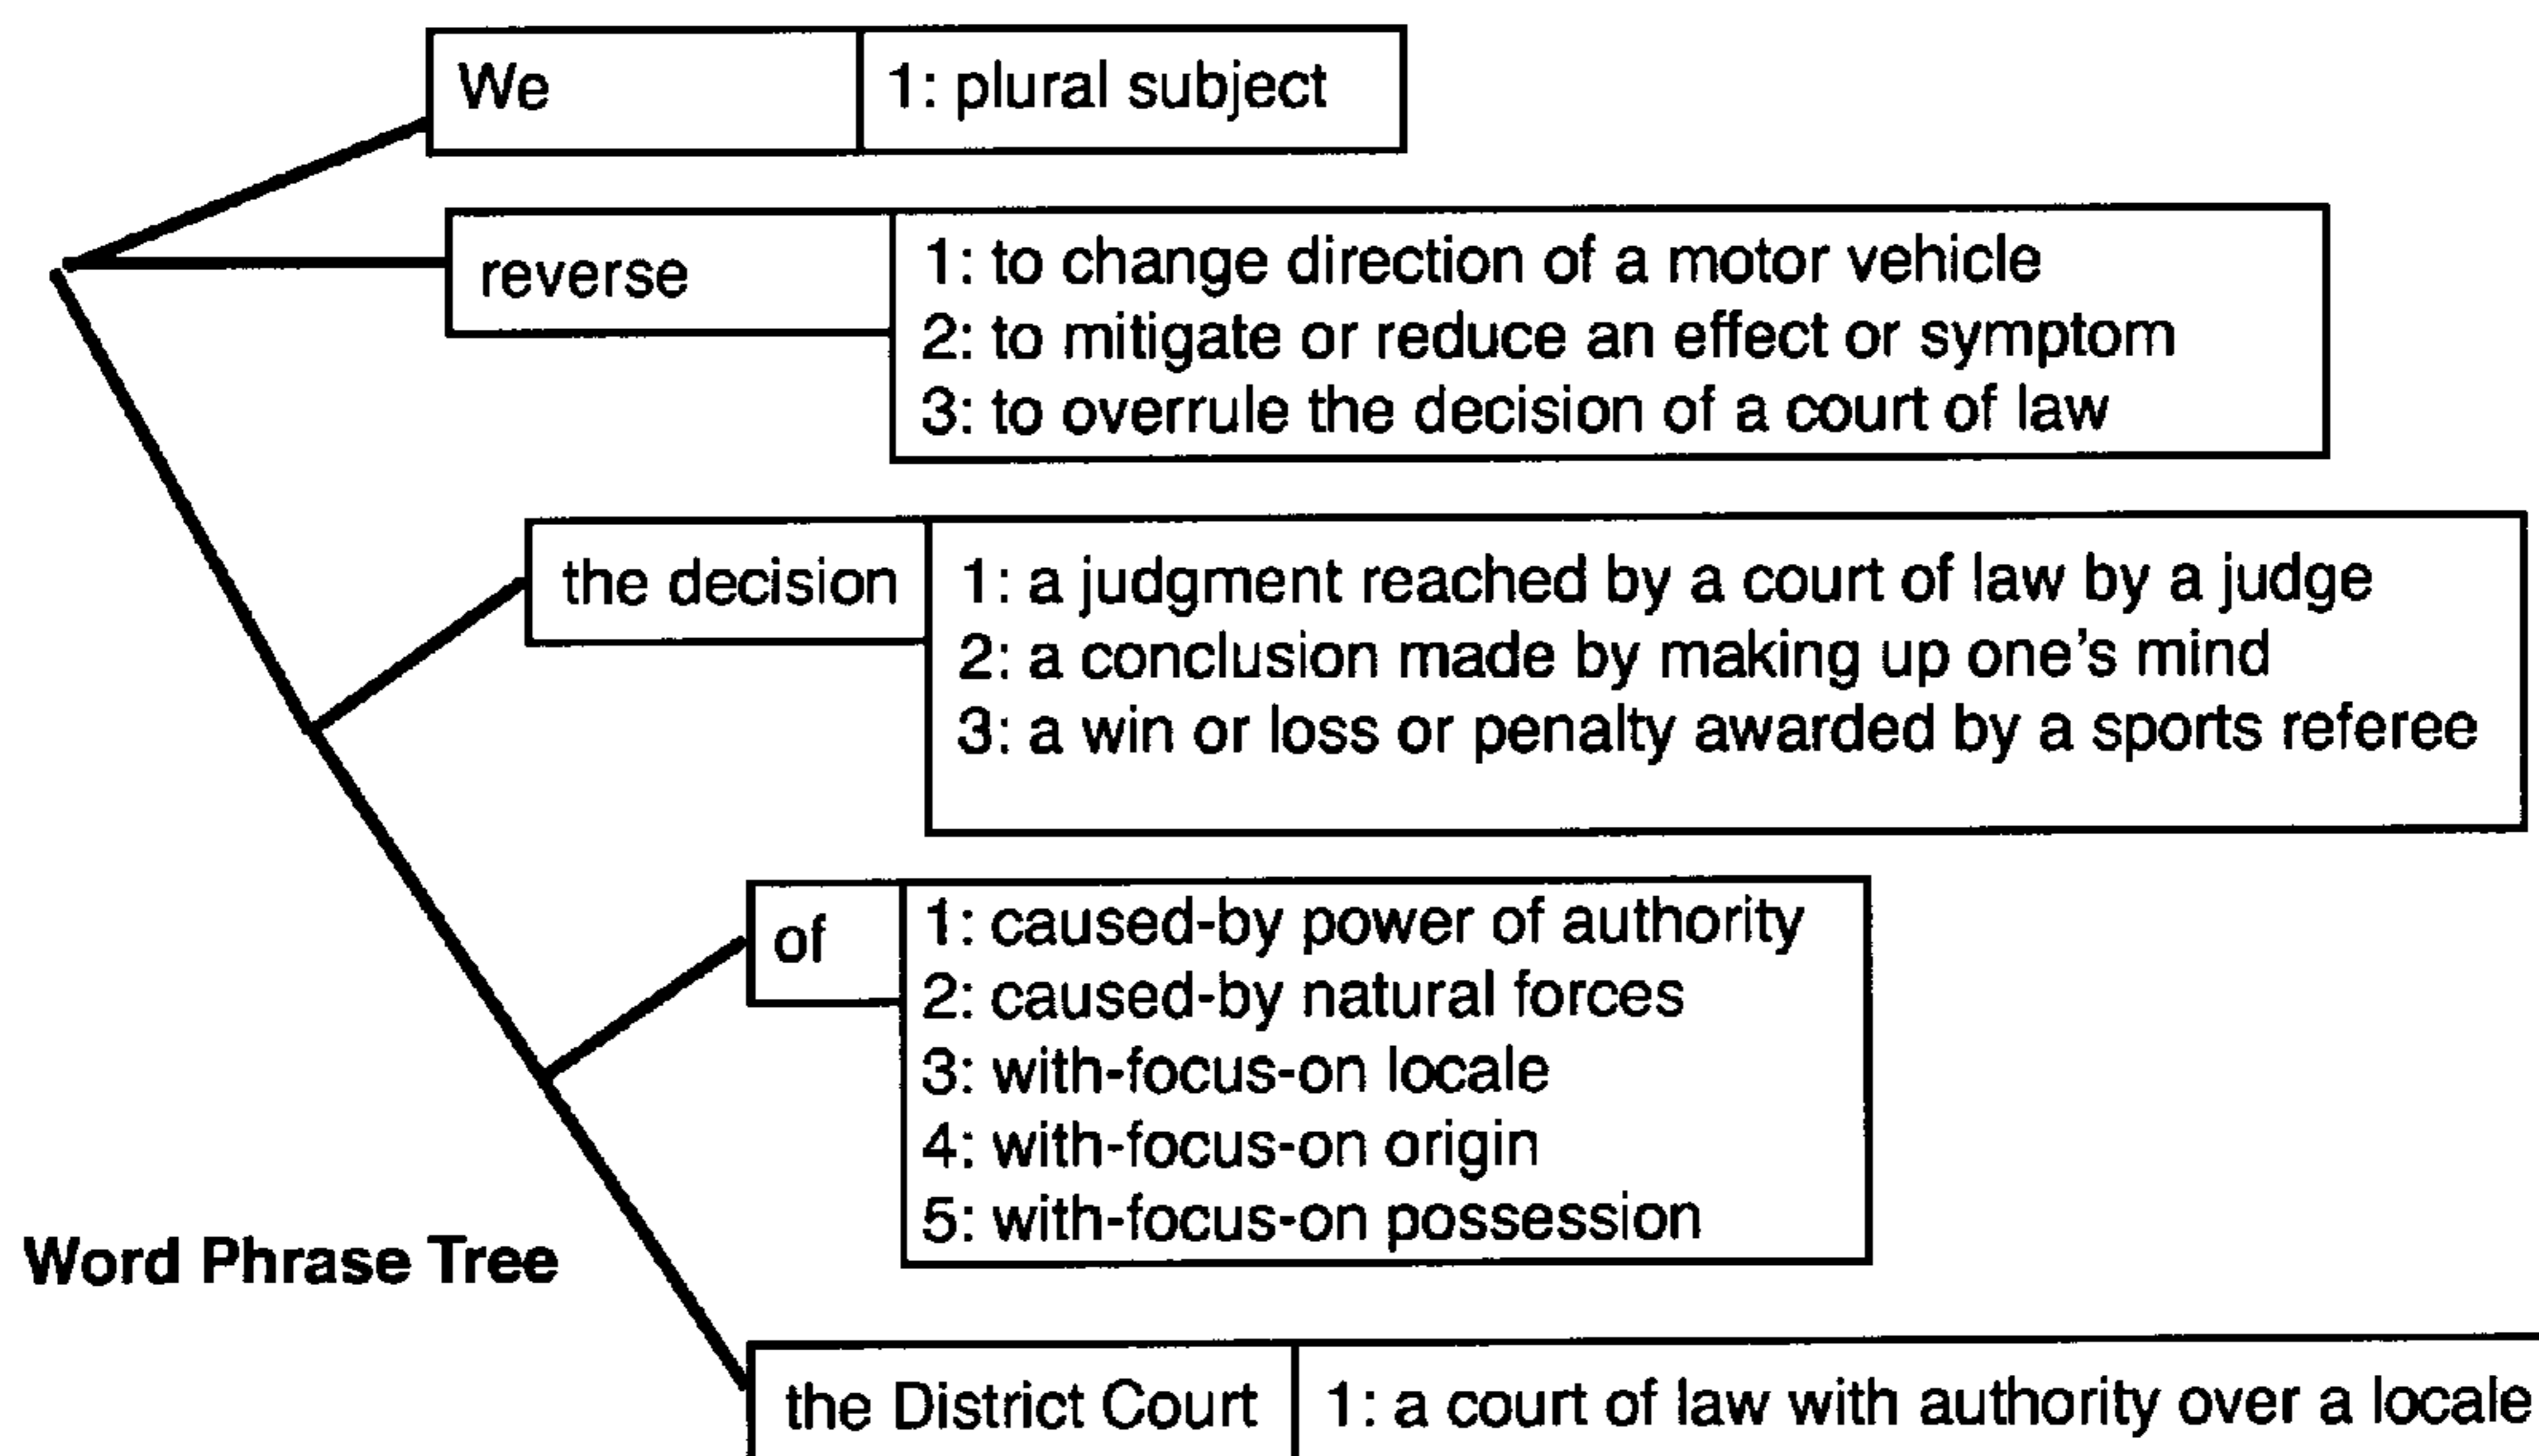 We
1: plural subject
reverse
1: to change direction of a motor vehicle
2: to mitigate or reduce an effect or symptom
3: to overrule the decision of a court of law
the decision
1: a judgment reached by a court of law by a judge
2: a conclusion made by making up one's mind
3: a win or loss or penalty awarded by a sports referee
of
1: caused-by power of authority
2: caused-by natural forces
3: with-focus-on locale
4: with-focus-on origin
5: with-focus-on possession
Word Phrase Tree
the District Court
1: a court of law with authority over a locale